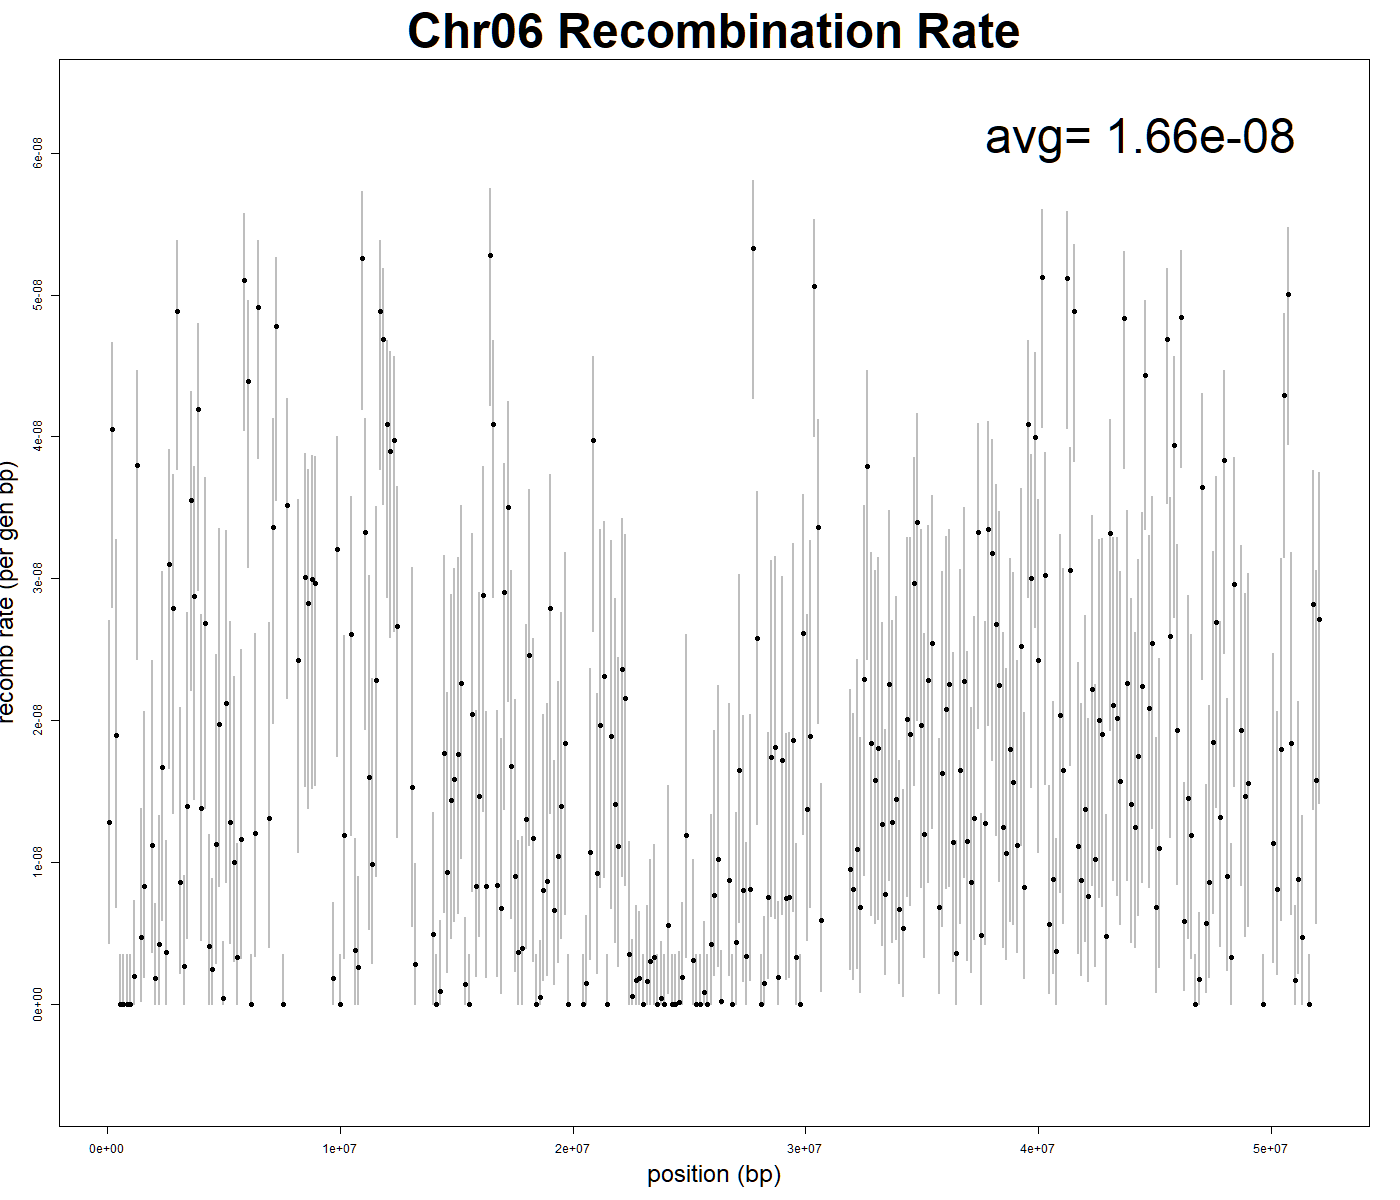 Chr06 Recombination Rate
avg= 1.66e-08
recomb rate (per gen bp)
6e-08
5e-08
4e-08
3e-08
2e-08
1e-08
0e+00
0e+00 1e+07 2e+07 3e+07 4e+07 5e+07
position (bp)